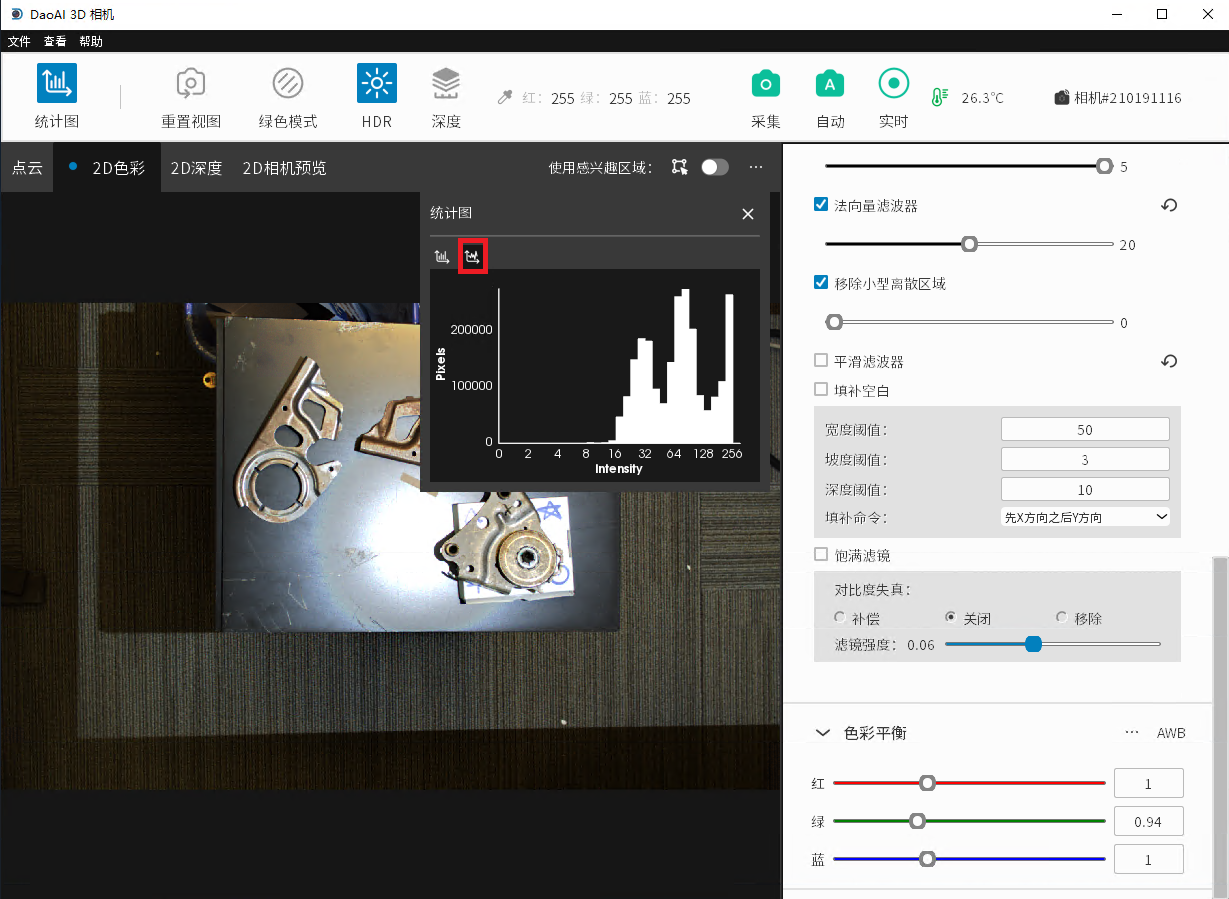 DaoAI 3D 相机
文件 查看 帮助
统计图 重置视图 绿色模式 HDR 深度
红: 255 绿: 255 蓝: 255
采集 自动 实时
26.3℃
相机#210191116
点云 2D色彩 2D深度 2D相机预览
使用感兴趣区域: ...
统计图
Pixels
200000
100000
0
0 2 4 8 16 32 64 128 256
Intensity
5
法向量滤波器
20
移除小型离散区域
0
平滑滤波器
填补空白
宽度阈值: 50
坡度阈值: 3
深度阈值: 10
填补命令: 先X方向之后Y方向
饱满滤镜
对比度失真:
补偿 关闭 移除
滤镜强度: 0.06
色彩平衡 ... AWB
红 1
绿 0.94
蓝 1